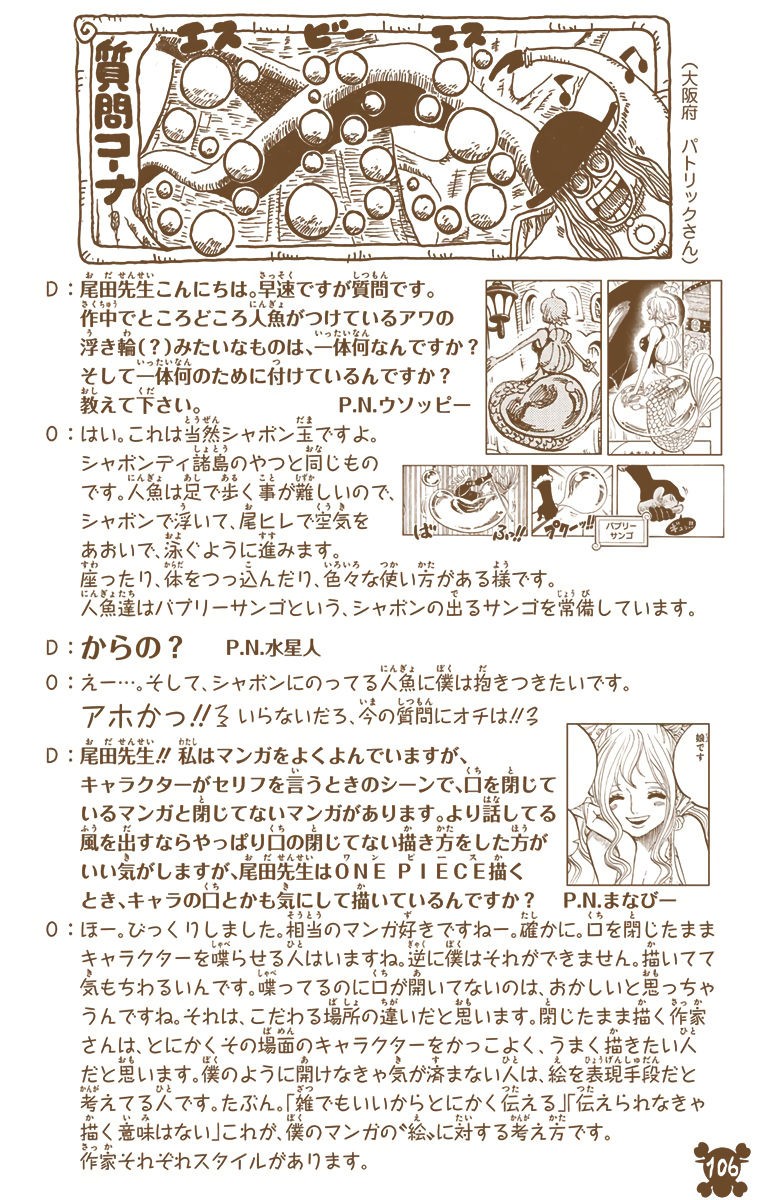 エスビーエス
質問コーナー
（大阪府　パトリックさん）
D：尾田先生こんにちは。早速ですが質問です。
作中でところどころ人魚がつけているアワの
浮き輪(?)みたいなものは、一体何なんですか?
そして一体何のために付けているんですか?
教えて下さい。　P.N.ウソッピー
O：はい。これは当然シャボン玉ですよ。
シャボンディ諸島のやつと同じもの
です。人魚は足で歩く事が難しいので、
シャボンで浮いて、尾ヒレで空気を
あおいで、泳ぐように進みます。
座ったり、体をつっ込んだり、色々な使い方がある様です。
人魚達はバブリーサンゴという、シャボンの出るサンゴを常備しています。
ぱ
ふっ!!
プクーッ!!
バブリー
サンゴ
ギュッ
D：からの?　P.N.水星人
O：えー…。そして、シャボンにのってる人魚に僕は抱きつきたいです。
アホかっ!!いらないだろ、今の質問にオチは!!
娘です
D：尾田先生!! 私はマンガをよくよんでいますが、
キャラクターがセリフを言うときのシーンで、口を閉じて
いるマンガと閉じてないマンガがあります。より話してる
風を出すならやっぱり口の閉じてない描き方をした方が
いい気がしますが、尾田先生はONE PIECE描く
とき、キャラの口とかも気にして描いているんですか?　P.N.まなびー
O：ほー。びっくりしました。相当のマンガ好きですねー。確かに。口を閉じたまま
キャラクターを喋らせる人はいますね。逆に僕はそれができません。描いてて
気もちわるいんです。喋ってるのに口が開いてないのは、おかしいと思っちゃ
うんですね。それは、こだわる場所の違いだと思います。閉じたまま描く作家
さんは、とにかくその場面のキャラクターをかっこよく、うまく描きたい人
だと思います。僕のように開けなきゃ気が済まない人は、絵を表現手段だと
考えてる人です。たぶん。「雑でもいいからとにかく伝える」「伝えられなきゃ
描く意味はない」これが、僕のマンガの〝絵〟に対する考え方です。
作家それぞれスタイルがあります。
106